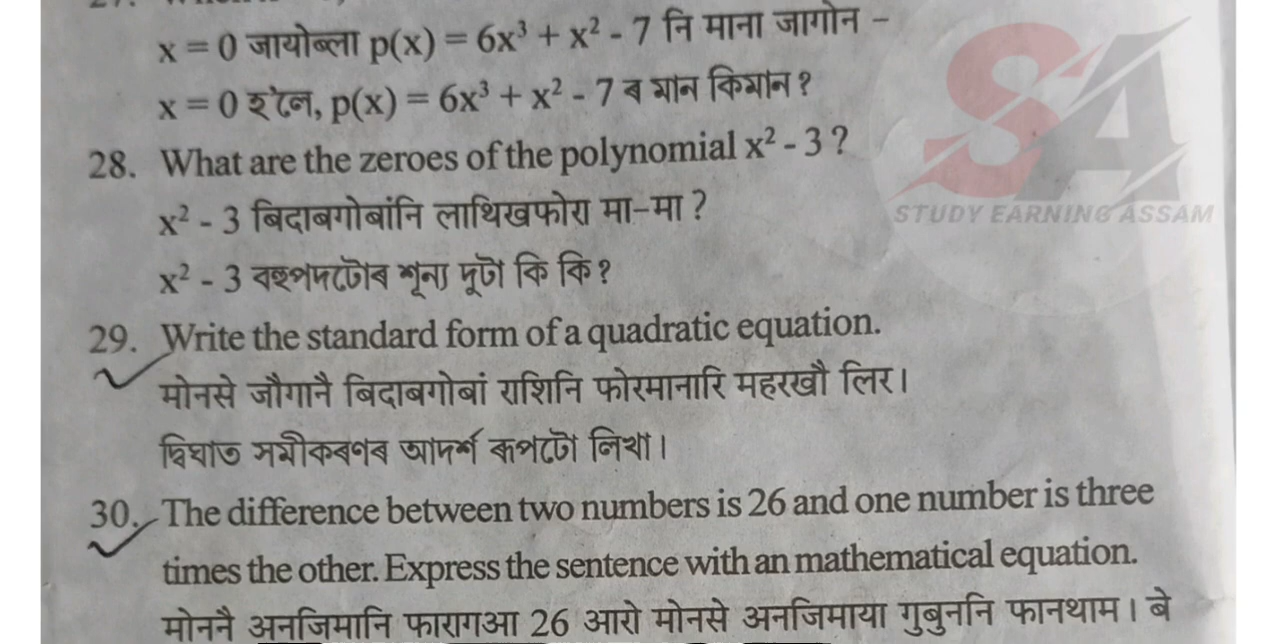 x = 0 जायोब्ला p(x) = 6x³ + x² - 7 नि माना जागोन -
x = 0 হ'লে, p(x) = 6x³ + x² - 7 ৰ মান কিমান ?
28. What are the zeroes of the polynomial x² - 3 ?
x² - 3 बिदाबगोबांनि लाथिखफोरा मा-मा ?
x² - 3 বহুপদটোৰ শূন্য দুটা কি কি ?
29. Write the standard form of a quadratic equation.
मोनसे जौगानै बिदाबगोबां राशिनि फोरमानारि महरखौ लिर।
দ্বিঘাত সমীকৰণৰ আদৰ্শ ৰূপটো লিখা।
30. The difference between two numbers is 26 and one number is three
times the other. Express the sentence with an mathematical equation.
मोननै अनजिमानि फारागआ 26 आरो मोनसे अनजिमाया गुबुननि फानथाम। बे
SA
STUDY EARNING ASSAM